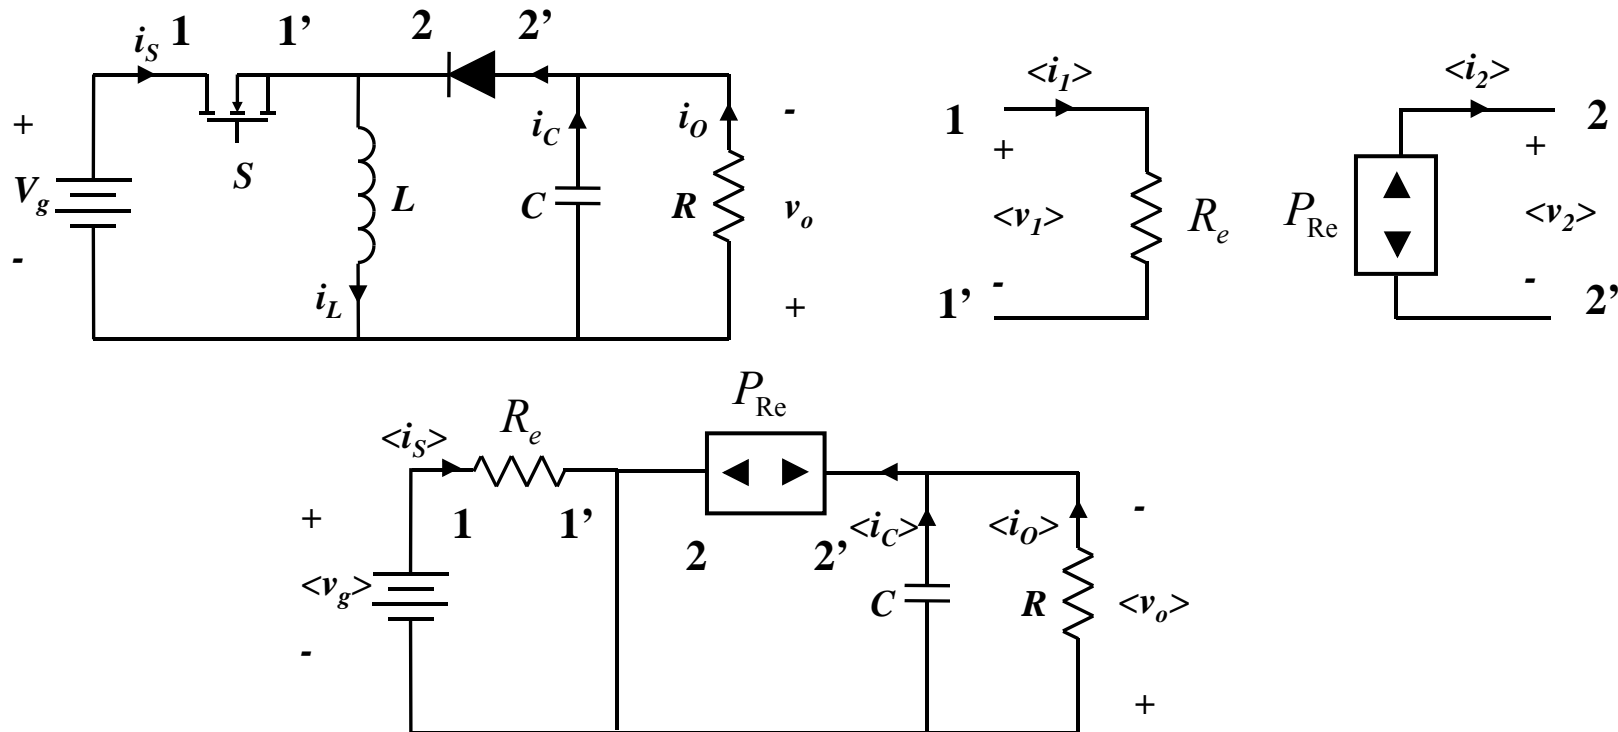 i_S 1 1’ 2 2’
+ V_g -
S
L
i_L
i_C
C
i_O
R
- v_o +
<i_1>
1
+
<v_1>
-
1’
R_e
P_Re
<i_2>
2
+
<v_2>
-
2’
P_Re
<i_S> R_e
1 1’
2 2’
+
<v_g>
-
<i_C>
C
<i_O>
R
-
<v_o>
+